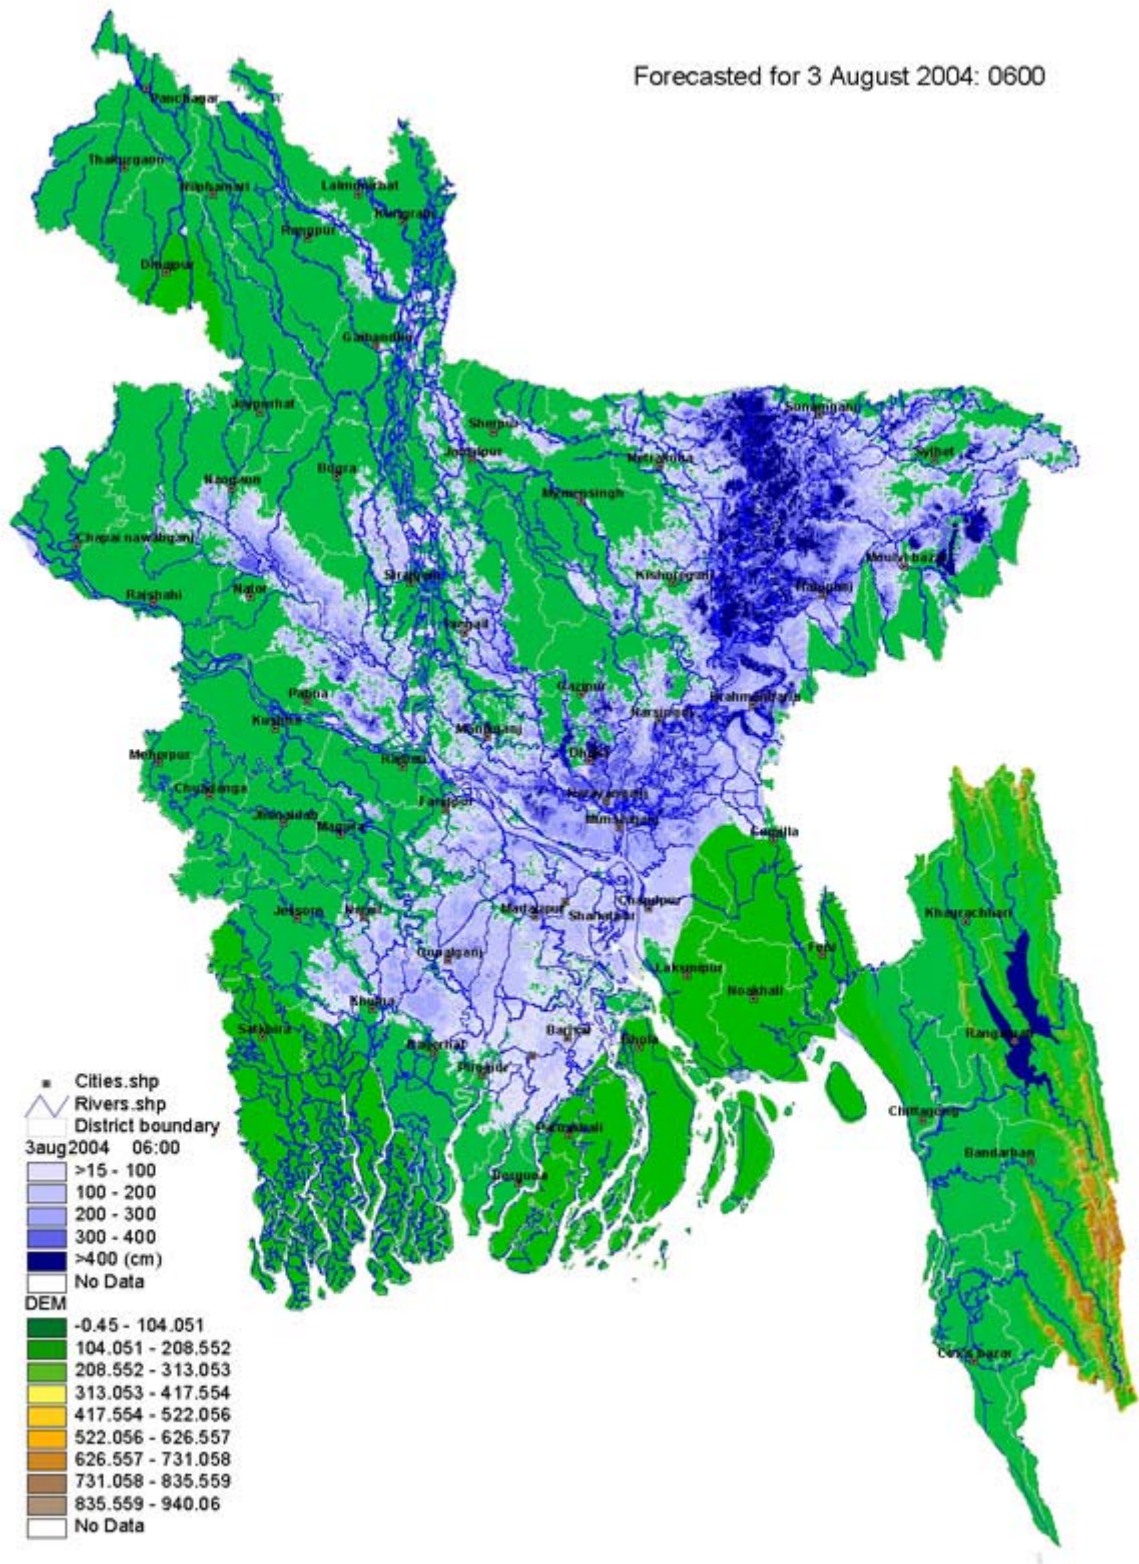 Forecasted for 3 August 2004: 0600
Panchagar
Thakurgaon
Nilphamari
Lalmonirhat
Kurigram
Rangpur
Dinajpur
Gaibandha
Joypurhat
Sherpur
Jamalpur
Sunamganj
Sylhet
Netrakona
Bogra
Naogaon
Mymensingh
Chapai nawabganj
Moulvibazar
Sirajganj
Kishoreganj
Habiganj
Rajshahi
Nator
Tangail
Gazipur
Pabna
Brahmanbaria
Narsingdi
Kushtia
Manikganj
Meherpur
Dhaka
Rajbari
Chuadanga
Narayanganj
Faridpur
Jhinaidah
Magura
Munshiganj
Comilla
Jessore
Narail
Madaripur
Shariatpur
Chandpur
Khagrachhari
Gopalganj
Feni
Laksmipur
Noakhali
Khulna
Satkhira
Barisal
Bhola
Rangamati
Bagerhat
Pirojpur
Chittagong
Patuakhali
Bandarban
Borguna
Cox's bazar
Cities.shp
Rivers.shp
District boundary
3aug2004 06:00
>15 - 100
100 - 200
200 - 300
300 - 400
>400 (cm)
No Data
DEM
-0.45 - 104.051
104.051 - 208.552
208.552 - 313.053
313.053 - 417.554
417.554 - 522.056
522.056 - 626.557
626.557 - 731.058
731.058 - 835.559
835.559 - 940.06
No Data